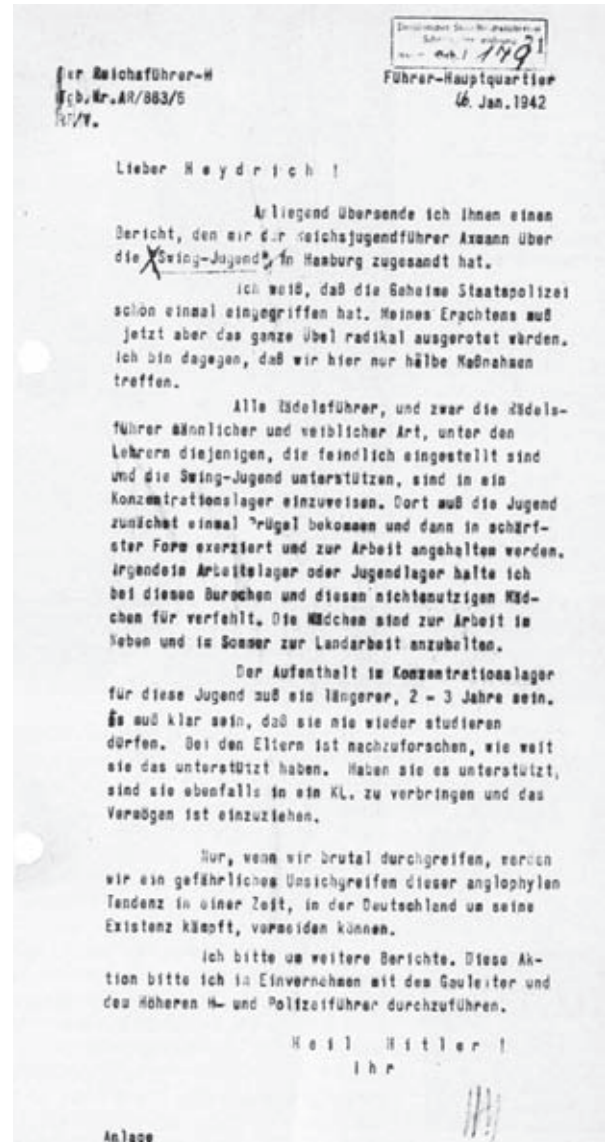 149
Der Reichsführer-SS
Führer-Hauptquartier
Tgb.Nr.AR/883/6
Jan.1942
RF/V.
Lieber Heydrich !
Anliegend übersende ich Ihnen einen
Bericht, den mir der Reichsjugendführer Axmann über
die "Swing-Jugend" in Hamburg zugesandt hat.
Ich weiß, daß die Geheime Staatspolizei
schon einmal eingegriffen hat. Meines Erachtens muß
jetzt aber das ganze Übel radikal ausgerotet werden.
Ich bin dagegen, daß wir hier nur halbe Maßnahmen
treffen.
Alle Rädelsführer, und zwar die Rädels-
führer männlicher und weiblicher Art, unter den
Lehrern diejenigen, die feindlich eingestellt sind
und die Swing-Jugend unterstützen, sind in ein
Konzentrationslager einzuweisen. Dort muß die Jugend
zunächst einmal Prügel bekommen und dann in schärf-
ster Form exerziert und zur Arbeit angehalten werden.
Irgendein Arbeitslager oder Jugendlager halte ich
bei diesen Burschen und diesen nichtsnutzigen Mäd-
chen für verfehlt. Die Mädchen sind zur Arbeit im
Weben und im Sommer zur Landarbeit anzuhalten.
Der Aufenthalt im Konzentrationslager
für diese Jugend muß ein längerer, 2 - 3 Jahre sein.
Es muß klar sein, daß sie nie wieder studieren
dürfen. Bei den Eltern ist nachzuforschen, wie weit
sie das unterstützt haben. Haben sie es unterstützt,
sind sie ebenfalls in ein KL. zu verbringen und das
Vermögen ist einzuziehen.
Nur, wenn wir brutal durchgreifen, werden
wir ein gefährliches Umsichgreifen dieser anglophylen
Tendenz in einer Zeit, in der Deutschland um seine
Existenz kämpft, vermeiden können.
Ich bitte um weitere Berichte. Diese Ak-
tion bitte ich im Einvernehmen mit dem Gauleiter und
dem Höheren SS- und Polizeiführer durchzuführen.
Heil Hitler !
Ihr
Anlage